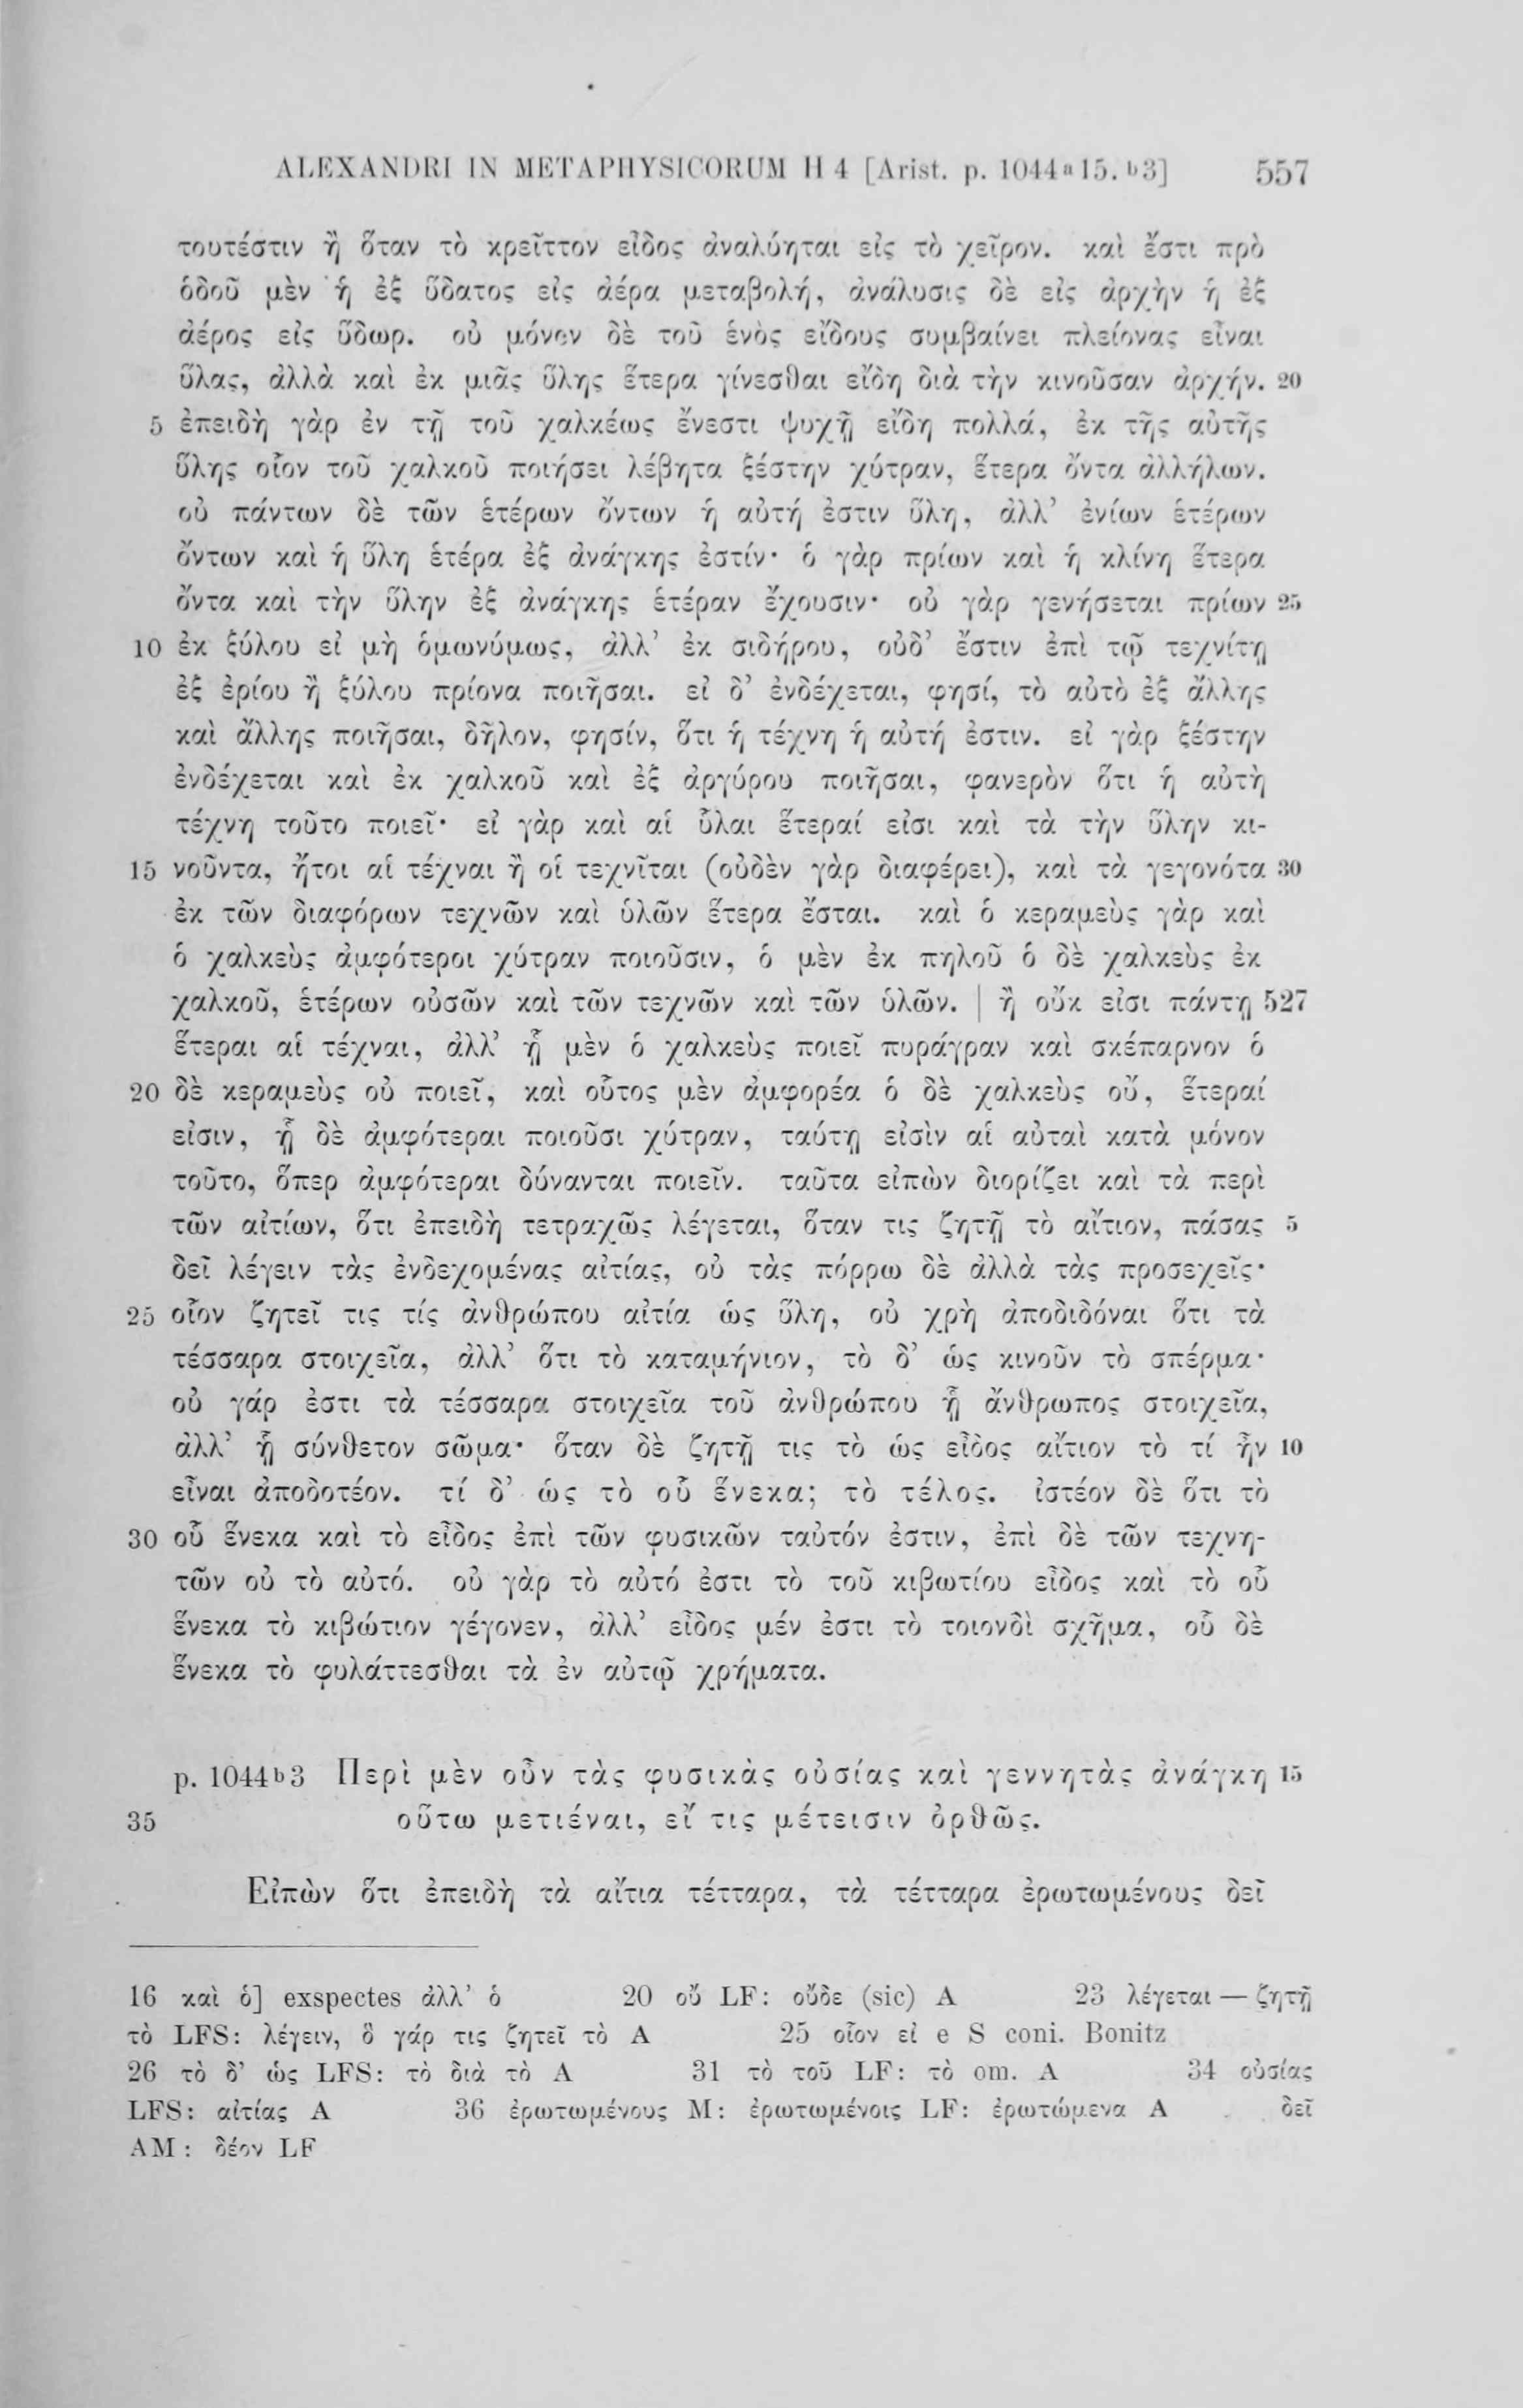 ALEXANDRI IN METAPHYSICORUM H 4 [Arist. p. 1044a15. b3] 557
τουτέστιν ἢ ὅταν τὸ κρεῖττον εἶδος ἀναλύηται εἰς τὸ χεῖρον. καὶ ἔστι πρὸ
ὁδοῦ μὲν ἡ ἐξ ὕδατος εἰς ἀέρα μεταβολή, ἀνάλυσις δὲ εἰς ἀρχὴν ἡ ἐξ
ἀέρος εἰς ὕδωρ. οὐ μόνον δὲ τοῦ ἑνὸς εἴδους συμβαίνει πλείονας εἶναι
ὕλας, ἀλλὰ καὶ ἐκ μιᾶς ὕλης ἕτερα γίνεσθαι εἴδη διὰ τὴν κινοῦσαν ἀρχήν. 20
5 ἐπειδὴ γὰρ ἐν τῇ τοῦ χαλκέως ἔνεστι ψυχῇ εἴδη πολλά, ἐκ τῆς αὐτῆς
ὕλης οἷον τοῦ χαλκοῦ ποιήσει λέβητα ξέστην χύτραν, ἕτερα ὄντα ἀλλήλων.
οὐ πάντων δὲ τῶν ἑτέρων ὄντων ἡ αὐτή ἐστιν ὕλη, ἀλλ’ ἐνίων ἑτέρων
ὄντων καὶ ἡ ὕλη ἑτέρα ἐξ ἀνάγκης ἐστίν· ὁ γὰρ πρίων καὶ ἡ κλίνη ἕτερα
ὄντα καὶ τὴν ὕλην ἐξ ἀνάγκης ἑτέραν ἔχουσιν· οὐ γὰρ γενήσεται πρίων 25
10 ἐκ ξύλου εἰ μὴ ὁμωνύμως, ἀλλ’ ἐκ σιδήρου, οὐδ’ ἔστιν ἐπὶ τῷ τεχνίτῃ
ἐξ ἐρίου ἢ ξύλου πρίονα ποιῆσαι. εἰ δ’ ἐνδέχεται, φησί, τὸ αὐτὸ ἐξ ἄλλης
καὶ ἄλλης ποιῆσαι, δῆλον, φησίν, ὅτι ἡ τέχνη ἡ αὐτή ἐστιν. εἰ γὰρ ξέστην
ἐνδέχεται καὶ ἐκ χαλκοῦ καὶ ἐξ ἀργύρου ποιῆσαι, φανερὸν ὅτι ἡ αὐτὴ
τέχνη τοῦτο ποιεῖ· εἰ γὰρ καὶ αἱ ὗλαι ἕτεραί εἰσι καὶ τὰ τὴν ὕλην κι-
15 νοῦντα, ἤτοι αἱ τέχναι ἢ οἱ τεχνῖται (οὐδὲν γὰρ διαφέρει), καὶ τὰ γεγονότα 30
ἐκ τῶν διαφόρων τεχνῶν καὶ ὑλῶν ἕτερα ἔσται. καὶ ὁ κεραμεὺς γὰρ καὶ
ὁ χαλκεὺς ἀμφότεροι χύτραν ποιοῦσιν, ὁ μὲν ἐκ πηλοῦ ὁ δὲ χαλκεὺς ἐκ
χαλκοῦ, ἑτέρων οὐσῶν καὶ τῶν τεχνῶν καὶ τῶν ὑλῶν. | ἢ οὔκ εἰσι πάντῃ 527
ἕτεραι αἱ τέχναι, ἀλλ’ ᾗ μὲν ὁ χαλκεὺς ποιεῖ πυράγραν καὶ σκέπαρνον ὁ
20 δὲ κεραμεὺς οὐ ποιεῖ, καὶ οὗτος μὲν ἀμφορέα ὁ δὲ χαλκεὺς οὔ, ἕτεραί
εἰσιν, ᾗ δὲ ἀμφότεραι ποιοῦσι χύτραν, ταύτῃ εἰσὶν αἱ αὐταὶ κατὰ μόνον
τοῦτο, ὅπερ ἀμφότεραι δύνανται ποιεῖν. ταῦτα εἰπὼν διορίζει καὶ τὰ περὶ
τῶν αἰτίων, ὅτι ἐπειδὴ τετραχῶς λέγεται, ὅταν τις ζητῇ τὸ αἴτιον, πάσας 5
δεῖ λέγειν τὰς ἐνδεχομένας αἰτίας, οὐ τὰς πόρρω δὲ ἀλλὰ τὰς προσεχεῖς·
25 οἷον ζητεῖ τις τίς ἀνθρώπου αἰτία ὡς ὕλη, οὐ χρὴ ἀποδιδόναι ὅτι τὰ
τέσσαρα στοιχεῖα, ἀλλ’ ὅτι τὸ καταμήνιον, τὸ δ’ ὡς κινοῦν τὸ σπέρμα·
οὐ γάρ ἐστι τὰ τέσσαρα στοιχεῖα τοῦ ἀνθρώπου ᾗ ἄνθρωπος στοιχεῖα,
ἀλλ’ ᾗ σύνθετον σῶμα· ὅταν δὲ ζητῇ τις τὸ ὡς εἶδος αἴτιον τὸ τί ἦν 10
εἶναι ἀποδοτέον. τί δ’ ὡς τὸ οὗ ἕνεκα; τὸ τέλος. ἰστέον δὲ ὅτι τὸ
30 οὗ ἕνεκα καὶ τὸ εἶδος ἐπὶ τῶν φυσικῶν ταὐτόν ἐστιν, ἐπὶ δὲ τῶν τεχνη-
τῶν οὐ τὸ αὐτό. οὐ γὰρ τὸ αὐτό ἐστι τὸ τοῦ κιβωτίου εἶδος καὶ τὸ οὗ
ἕνεκα τὸ κιβώτιον γέγονεν, ἀλλ’ εἶδος μέν ἐστι τὸ τοιονδὶ σχῆμα, οὗ δὲ
ἕνεκα τὸ φυλάττεσθαι τὰ ἐν αὐτῷ χρήματα.
p. 1044b3 Περὶ μὲν οὖν τὰς φυσικὰς οὐσίας καὶ γεννητὰς ἀνάγκη 15
35 οὕτω μετιέναι, εἴ τις μέτεισιν ὀρθῶς.
Εἰπὼν ὅτι ἐπειδὴ τὰ αἴτια τέτταρα, τὰ τέτταρα ἐρωτωμένους δεῖ
16 καὶ ὁ] exspectes ἀλλ’ ὁ 20 οὔ LF: οὔδε (sic) A 23 λέγεται — ζητῇ
τὸ LFS: λέγειν, ὃ γάρ τις ζητεῖ τὸ A 25 οἷον εἰ e S coni. Bonitz
26 τὸ δ’ ὡς LFS: τὸ διὰ τὸ A 31 τὸ τοῦ LF: τὸ om. A 34 οὐσίας
LFS: αἰτίας A 36 ἐρωτωμένους M: ἐρωτωμένοις LF: ἐρωτώμενα A δεῖ
AM: δέον LF